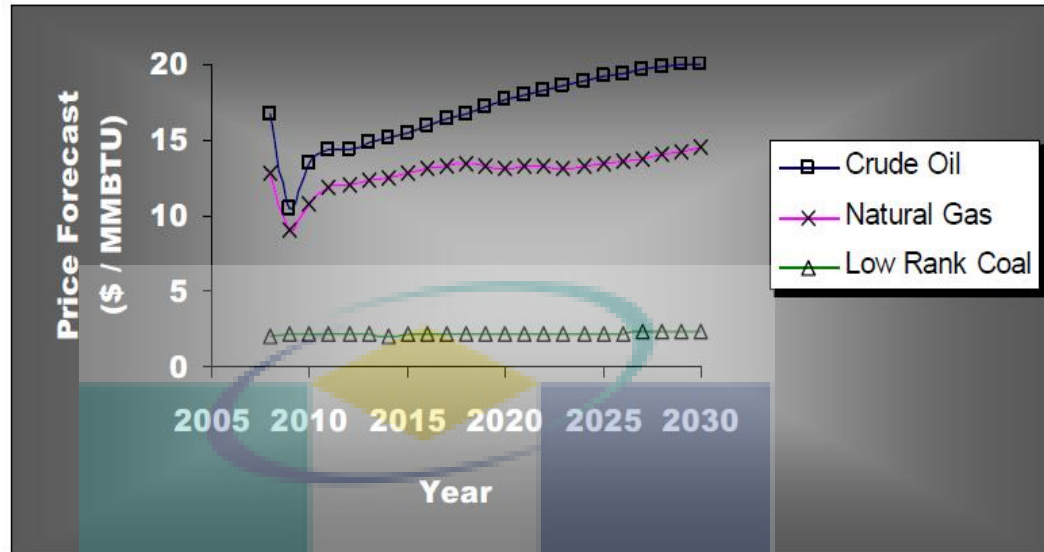 Price Forecast
($ / MMBTU)
20
15
10
5
0
2005 2010 2015 2020 2025 2030
Year
Crude Oil
Natural Gas
Low Rank Coal